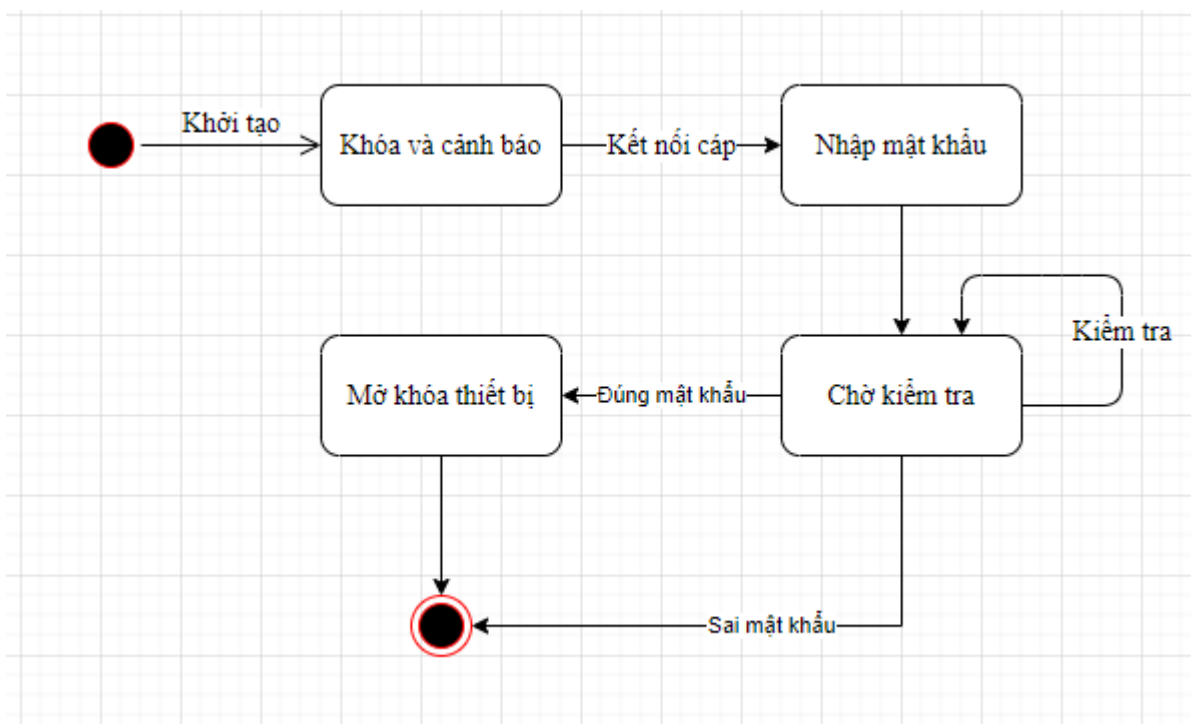 Khởi tạo
Khóa và cảnh báo
Kết nối cáp
Nhập mật khẩu
Kiểm tra
Mở khóa thiết bị
Đúng mật khẩu
Chờ kiểm tra
Sai mật khẩu